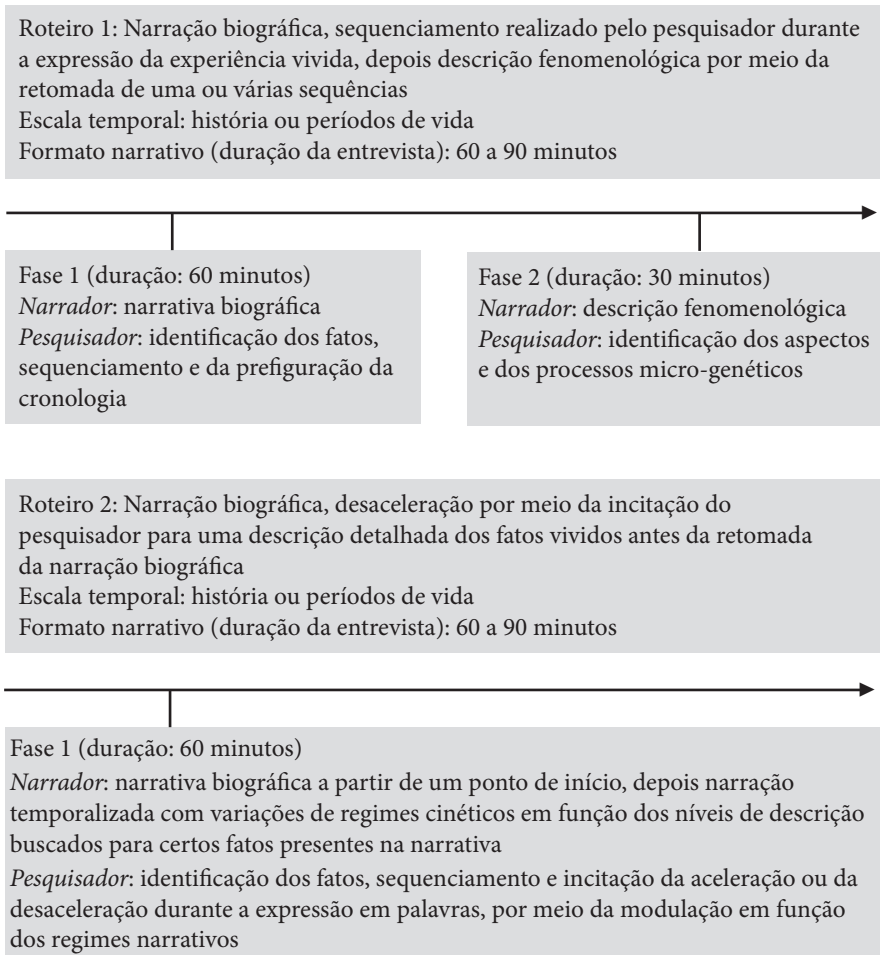 Roteiro 1: Narração biográfica, sequenciamento realizado pelo pesquisador durante
a expressão da experiência vivida, depois descrição fenomenológica por meio da
retomada de uma ou várias sequências
Escala temporal: história ou períodos de vida
Formato narrativo (duração da entrevista): 60 a 90 minutos
Fase 1 (duração: 60 minutos)
Narrador: narrativa biográfica
Pesquisador: identificação dos fatos,
sequenciamento e da prefiguração da
cronologia
Fase 2 (duração: 30 minutos)
Narrador: descrição fenomenológica
Pesquisador: identificação dos aspectos
e dos processos micro-genéticos
Roteiro 2: Narração biográfica, desaceleração por meio da incitação do
pesquisador para uma descrição detalhada dos fatos vividos antes da retomada
da narração biográfica
Escala temporal: história ou períodos de vida
Formato narrativo (duração da entrevista): 60 a 90 minutos
Fase 1 (duração: 60 minutos)
Narrador: narrativa biográfica a partir de um ponto de início, depois narração
temporalizada com variações de regimes cinéticos em função dos níveis de descrição
buscados para certos fatos presentes na narrativa
Pesquisador: identificação dos fatos, sequenciamento e incitação da aceleração ou da
desaceleração durante a expressão em palavras, por meio da modulação em função
dos regimes narrativos